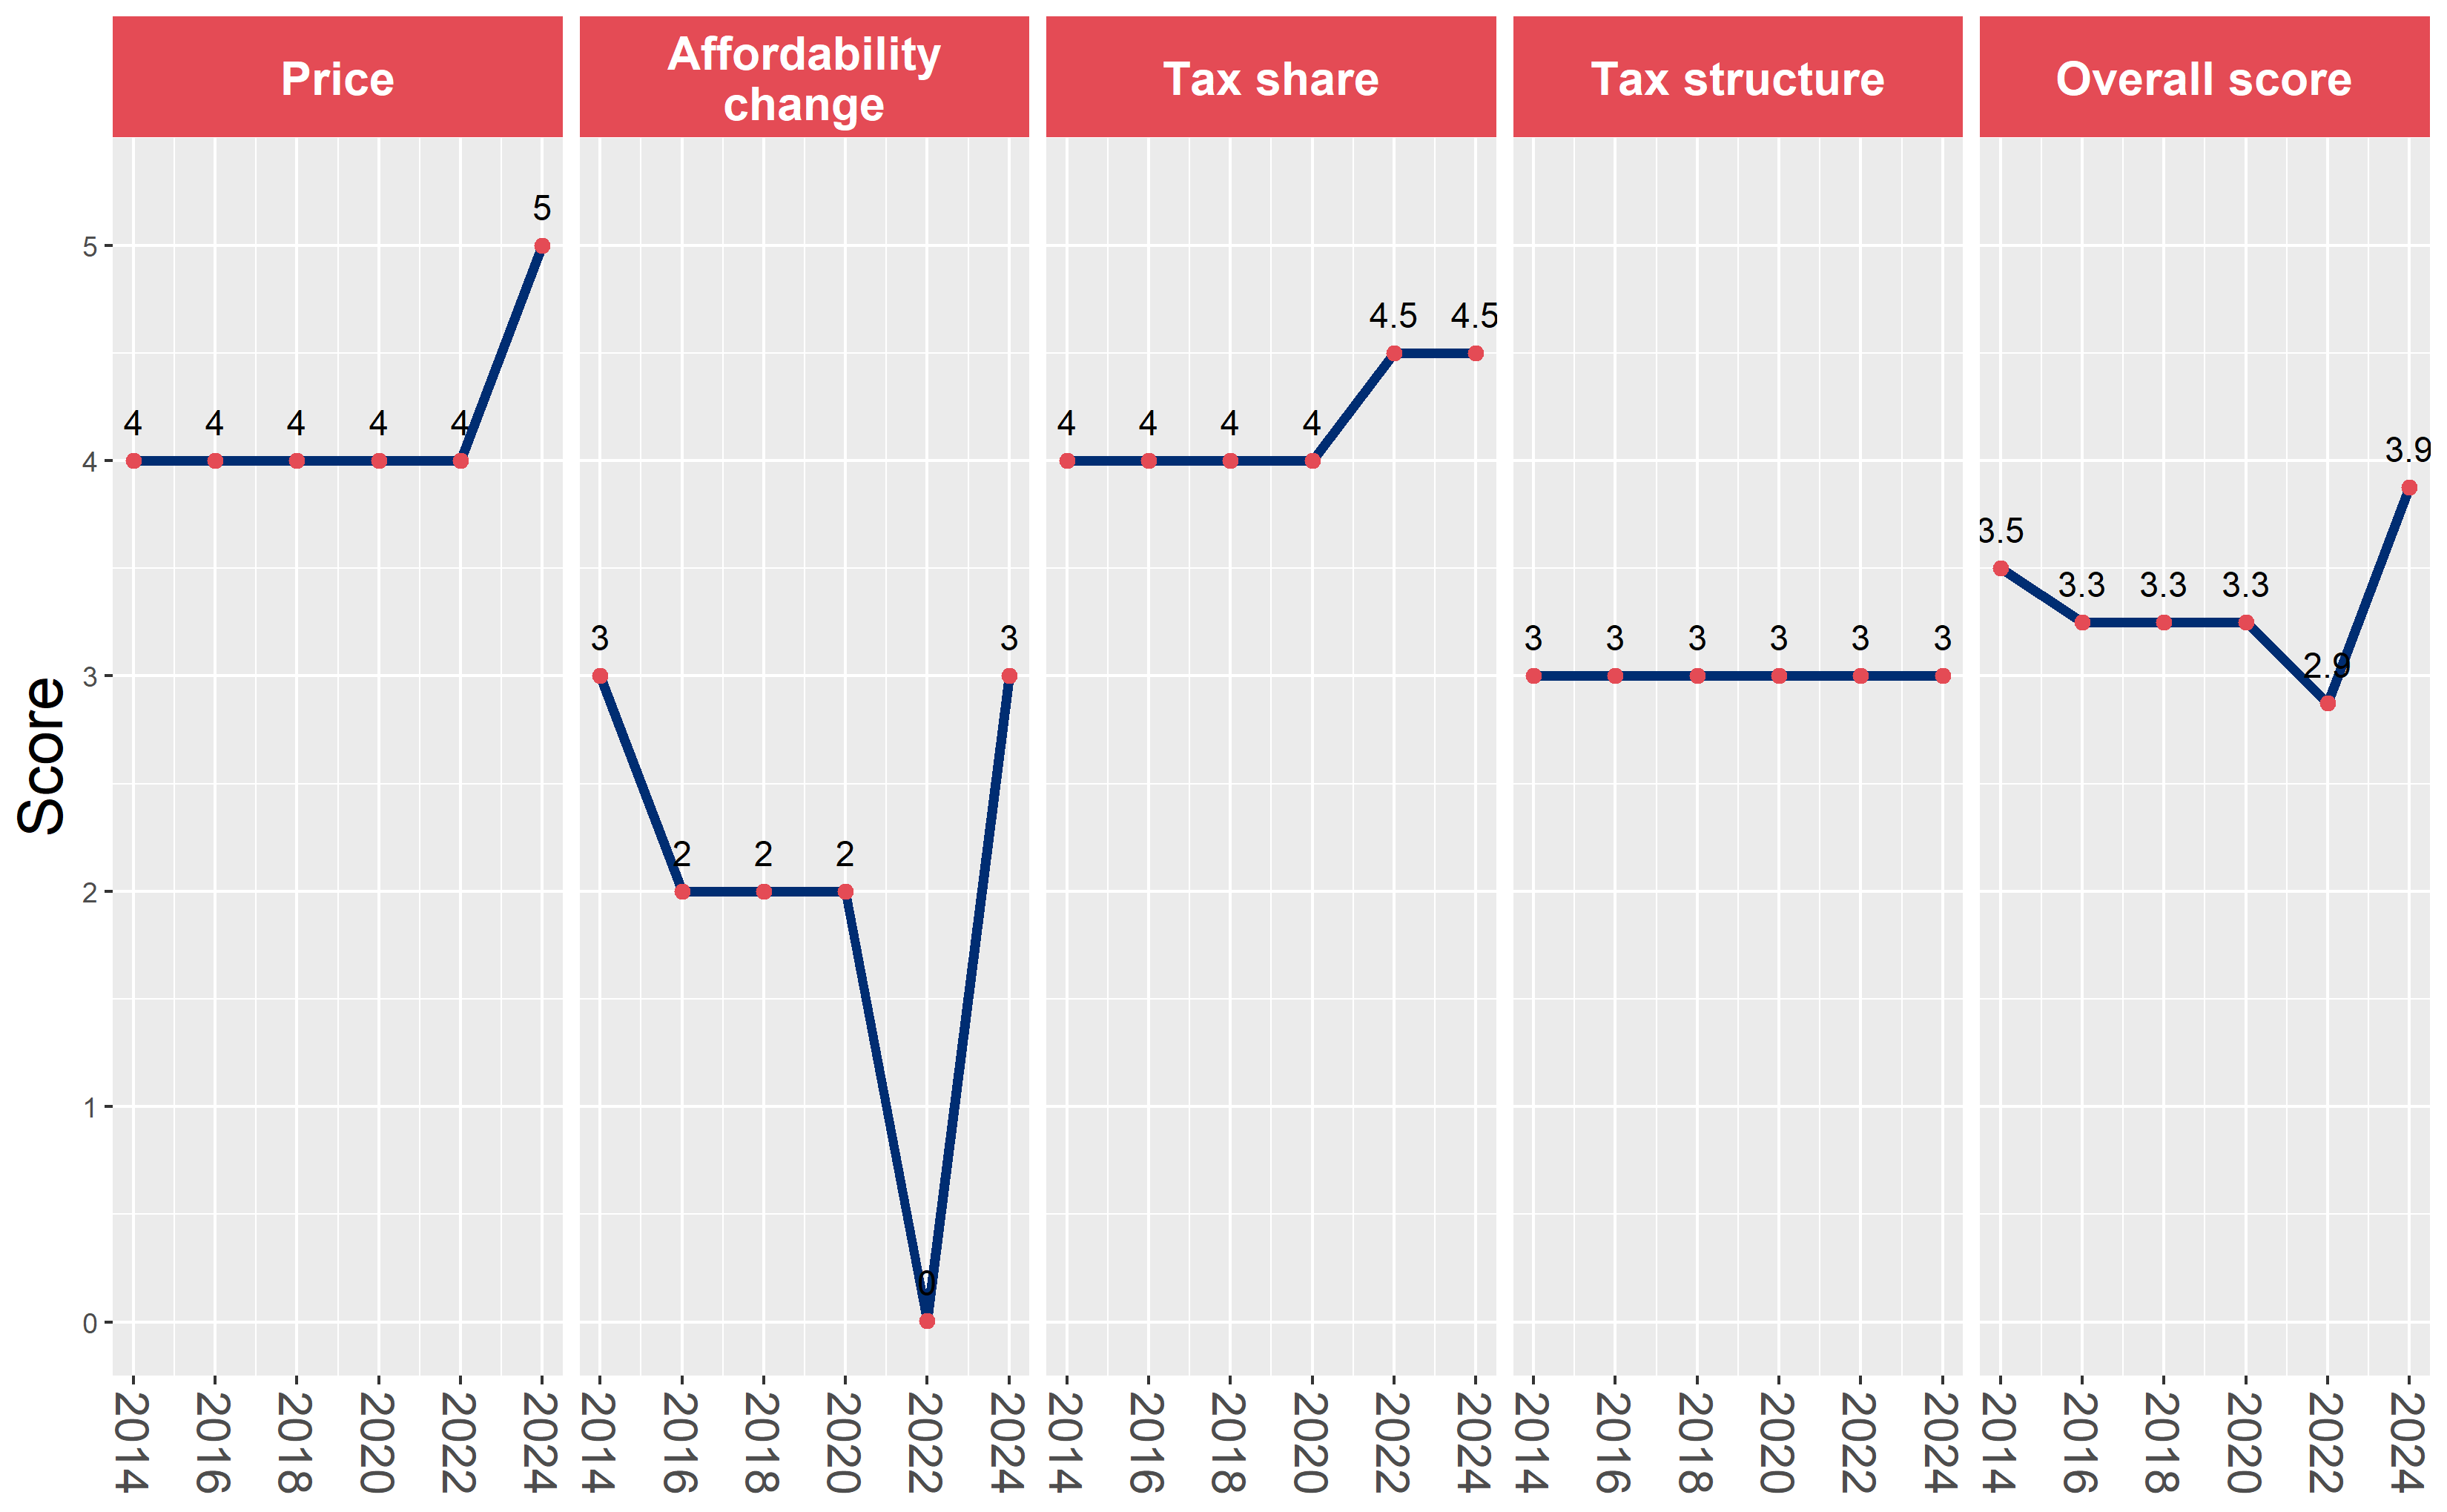 Price
Affordability
change
Tax share
Tax structure
Overall score
Score
5
4
3
2
1
0
4 4 4 4 4 5
3 2 2 2 0 3
4 4 4 4 4.5 4.5
3 3 3 3 3 3
3.5 3.3 3.3 3.3 2.9 3.9
2014 2016 2018 2020 2022 2024
2014 2016 2018 2020 2022 2024
2014 2016 2018 2020 2022 2024
2014 2016 2018 2020 2022 2024
2014 2016 2018 2020 2022 2024